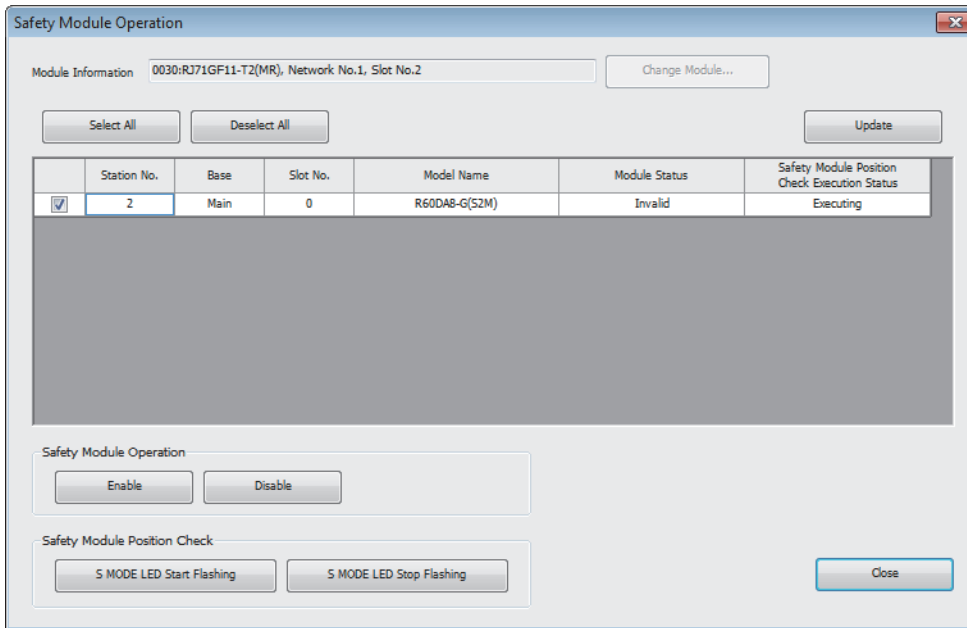 Safety Module Operation
Module Information 0030:RJ71GF11-T2(MR), Network No.1, Slot No.2 Change Module...
Select All Deselect All Update
Station No. Base Slot No. Model Name Module Status Safety Module Position
Check Execution Status
2 Main 0 R60DA8-G(S2M) Invalid Executing
Safety Module Operation
Enable Disable
Safety Module Position Check
S MODE LED Start Flashing S MODE LED Stop Flashing Close